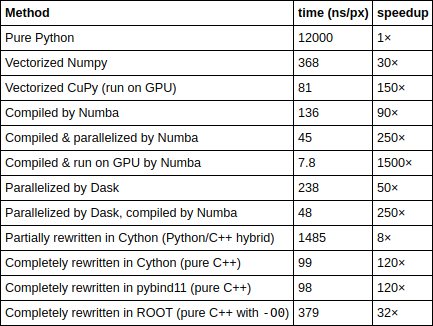 Method time (ns/px) speedup
Pure Python 12000 1×
Vectorized Numpy 368 30×
Vectorized CuPy (run on GPU) 81 150×
Compiled by Numba 136 90×
Compiled & parallelized by Numba 45 250×
Compiled & run on GPU by Numba 7.8 1500×
Parallelized by Dask 238 50×
Parallelized by Dask, compiled by Numba 48 250×
Partially rewritten in Cython (Python/C++ hybrid) 1485 8×
Completely rewritten in Cython (pure C++) 99 120×
Completely rewritten in pybind11 (pure C++) 98 120×
Completely rewritten in ROOT (pure C++ with -O0) 379 32×